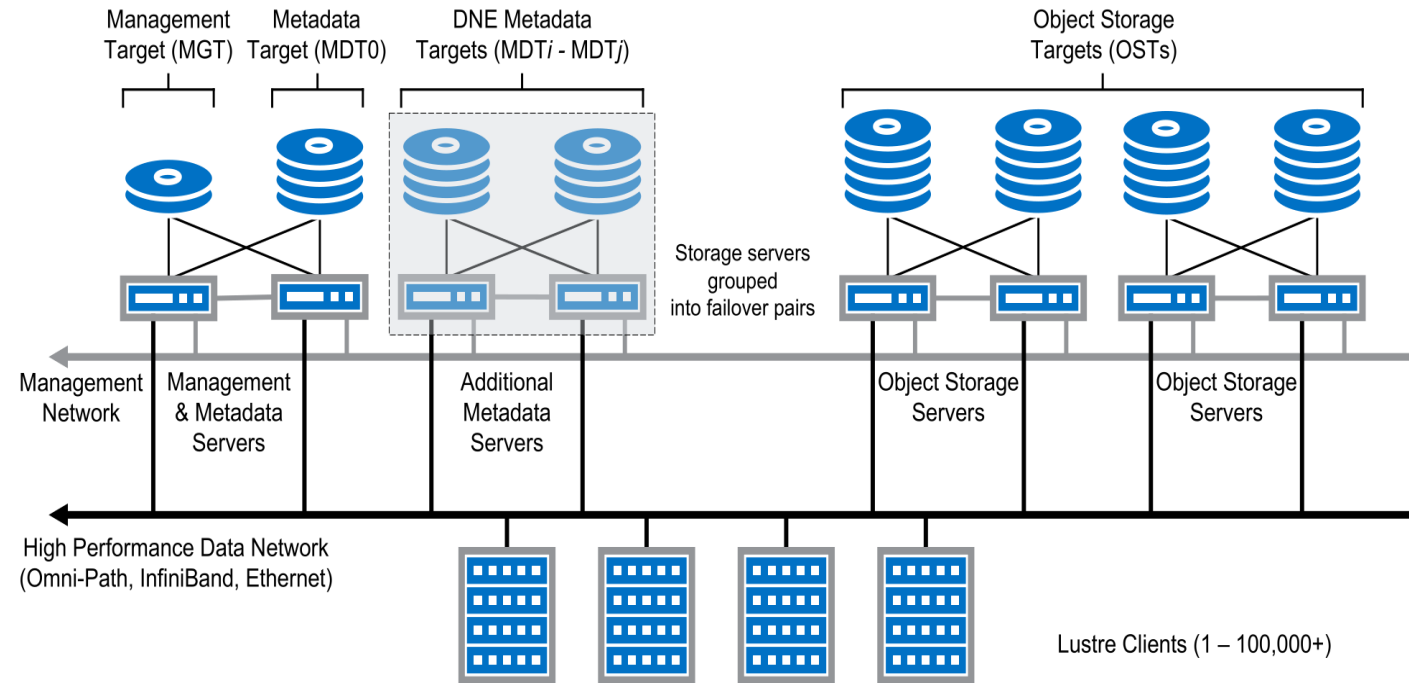 Management
Target (MGT)
Metadata
Target (MDT0)
DNE Metadata
Targets (MDTi - MDTj)
Object Storage
Targets (OSTs)
Storage servers
grouped
into failover pairs
Management
Network
Management
& Metadata
Servers
Additional
Metadata
Servers
Object Storage
Servers
Object Storage
Servers
High Performance Data Network
(Omni-Path, InfiniBand, Ethernet)
Lustre Clients (1 – 100,000+)